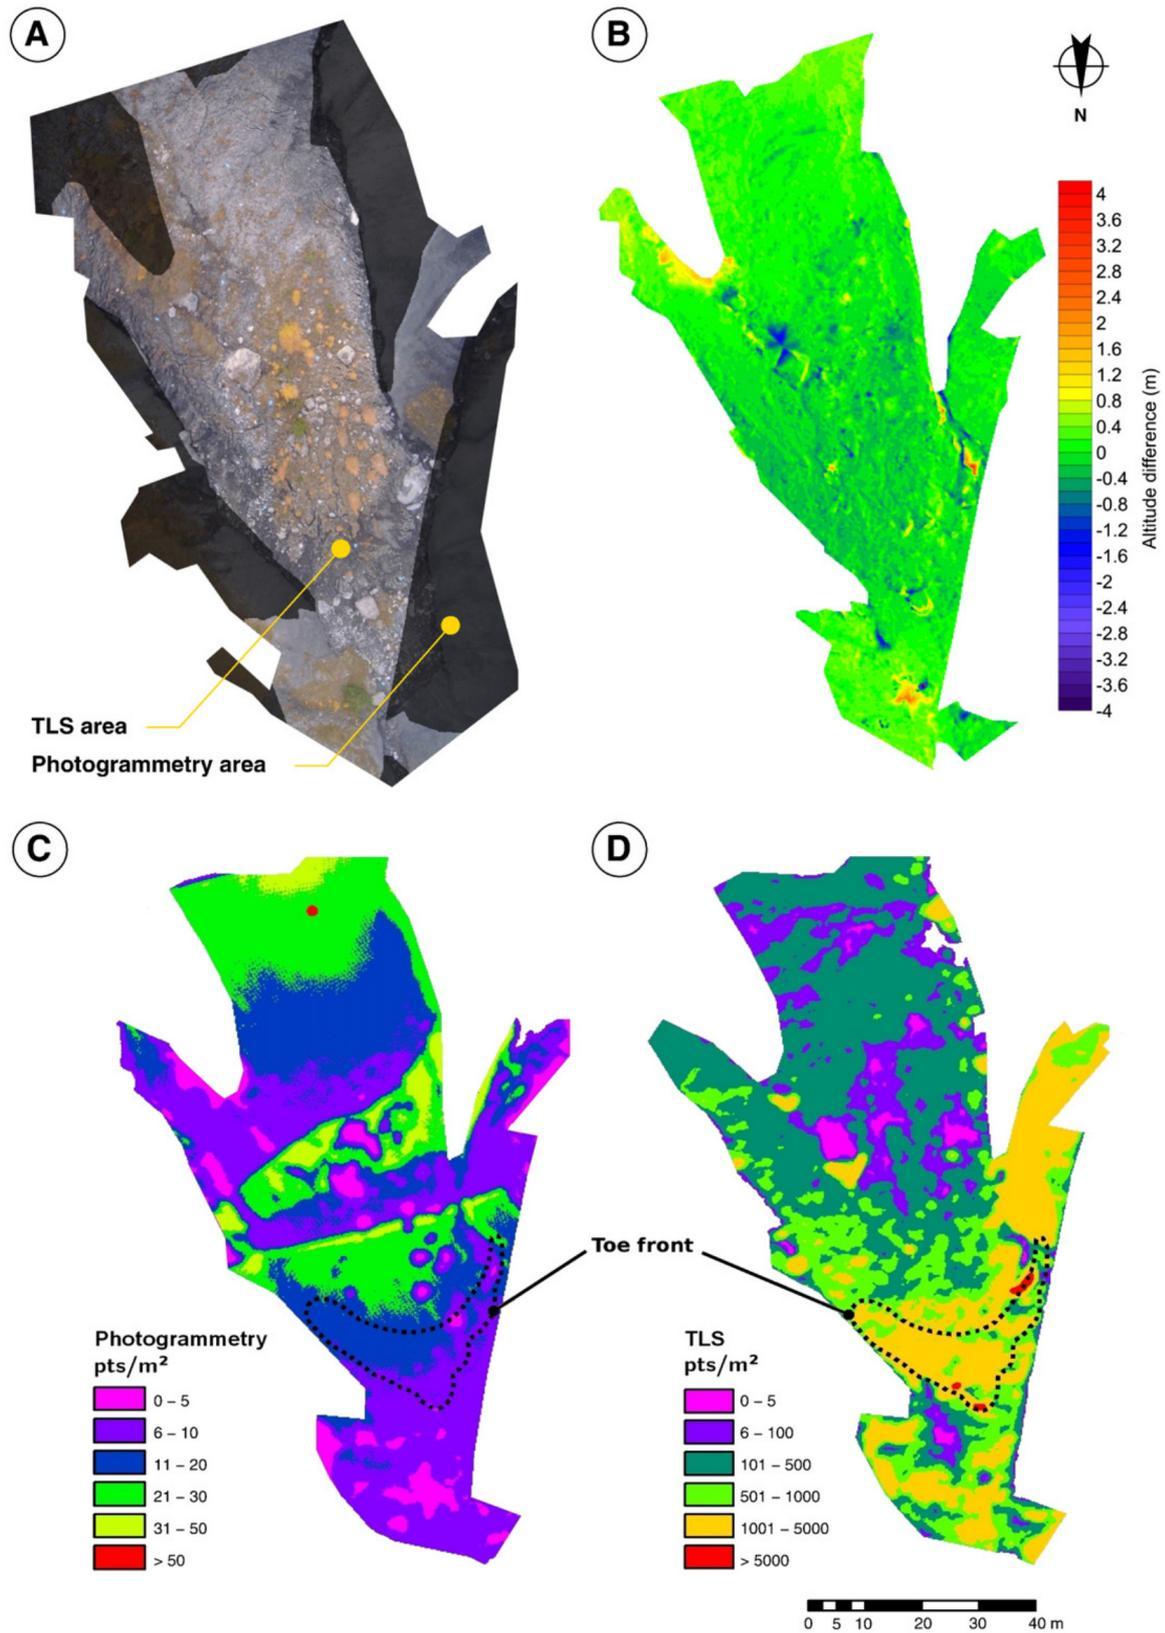 A
B
N
4
3.6
3.2
2.8
2.4
2
1.6
1.2
0.8
0.4
0
-0.4
-0.8
-1.2
-1.6
-2
-2.4
-2.8
-3.2
-3.6
-4
Altitude difference (m)
TLS area
Photogrammetry area
C
D
Toe front
Photogrammetry
pts/m²
0 – 5
6 – 10
11 – 20
21 – 30
31 – 50
> 50
TLS
pts/m²
0 – 5
6 – 100
101 – 500
501 – 1000
1001 – 5000
> 5000
0 5 10 20 30 40 m